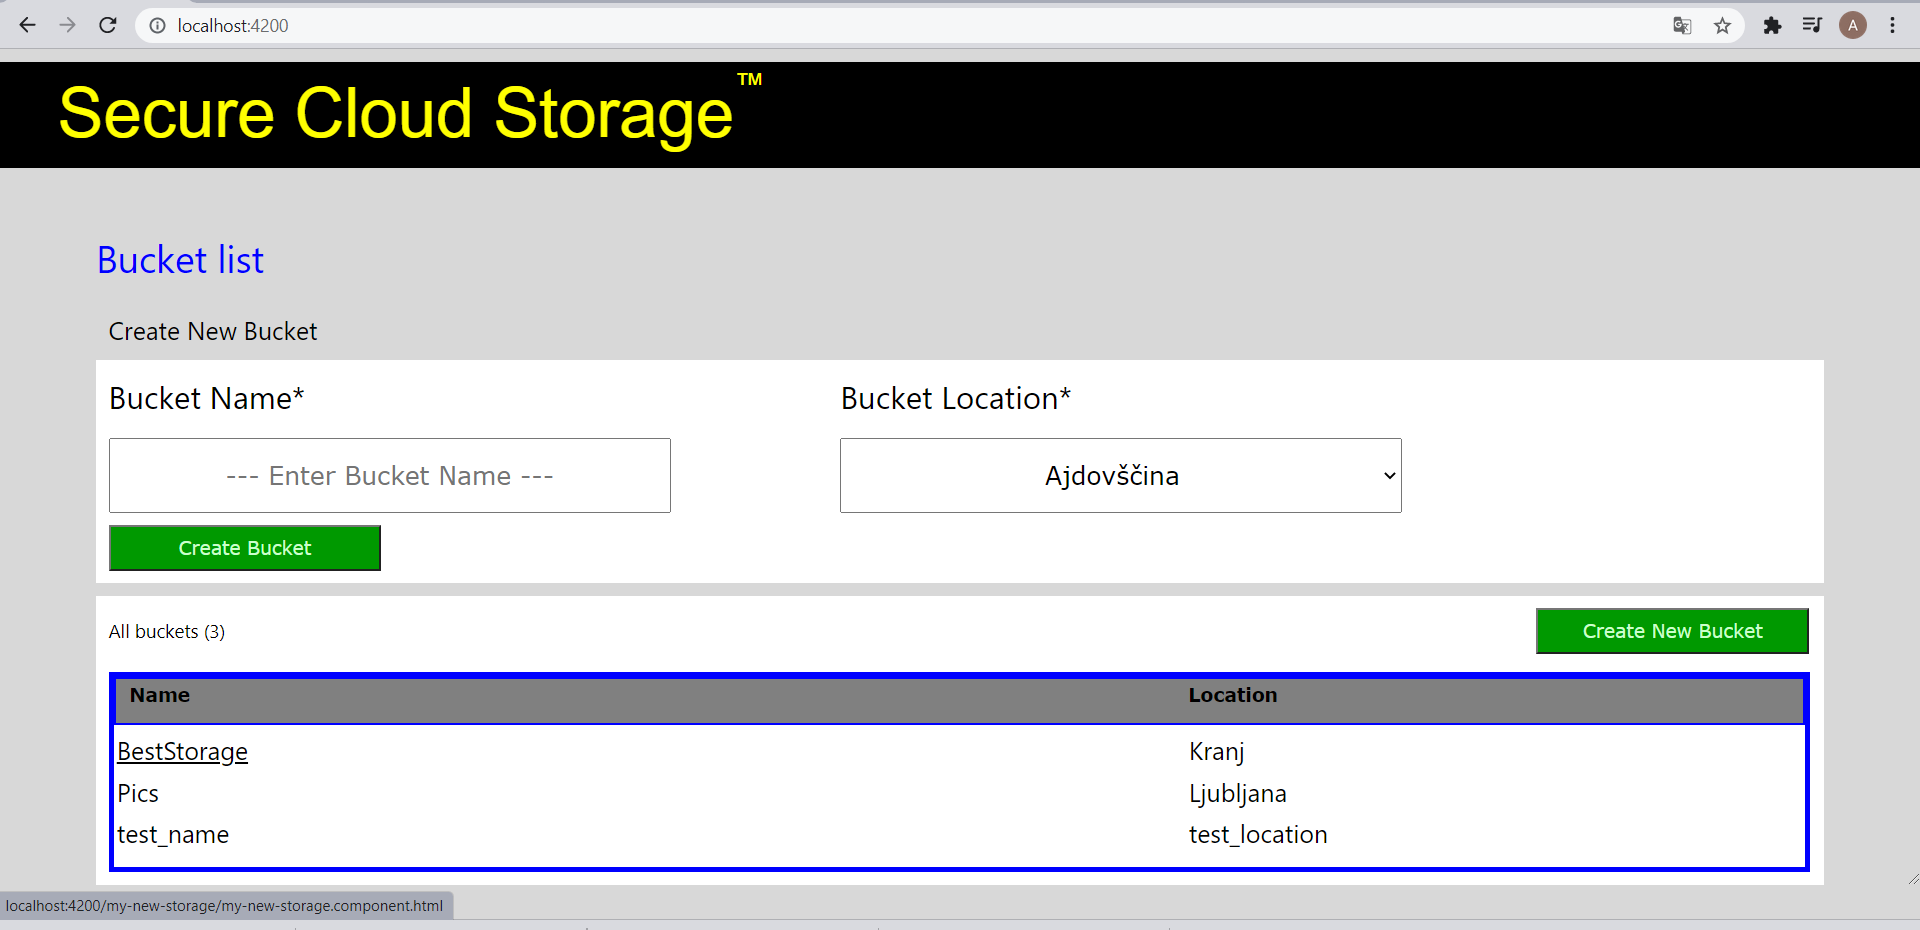 localhost:4200
A
Secure Cloud Storage™
Bucket list
Create New Bucket
Bucket Name*
Bucket Location*
--- Enter Bucket Name ---
Ajdovščina
Create Bucket
All buckets (3)
Create New Bucket
Name Location
BestStorage Kranj
Pics Ljubljana
test_name test_location
localhost:4200/my-new-storage/my-new-storage.component.html